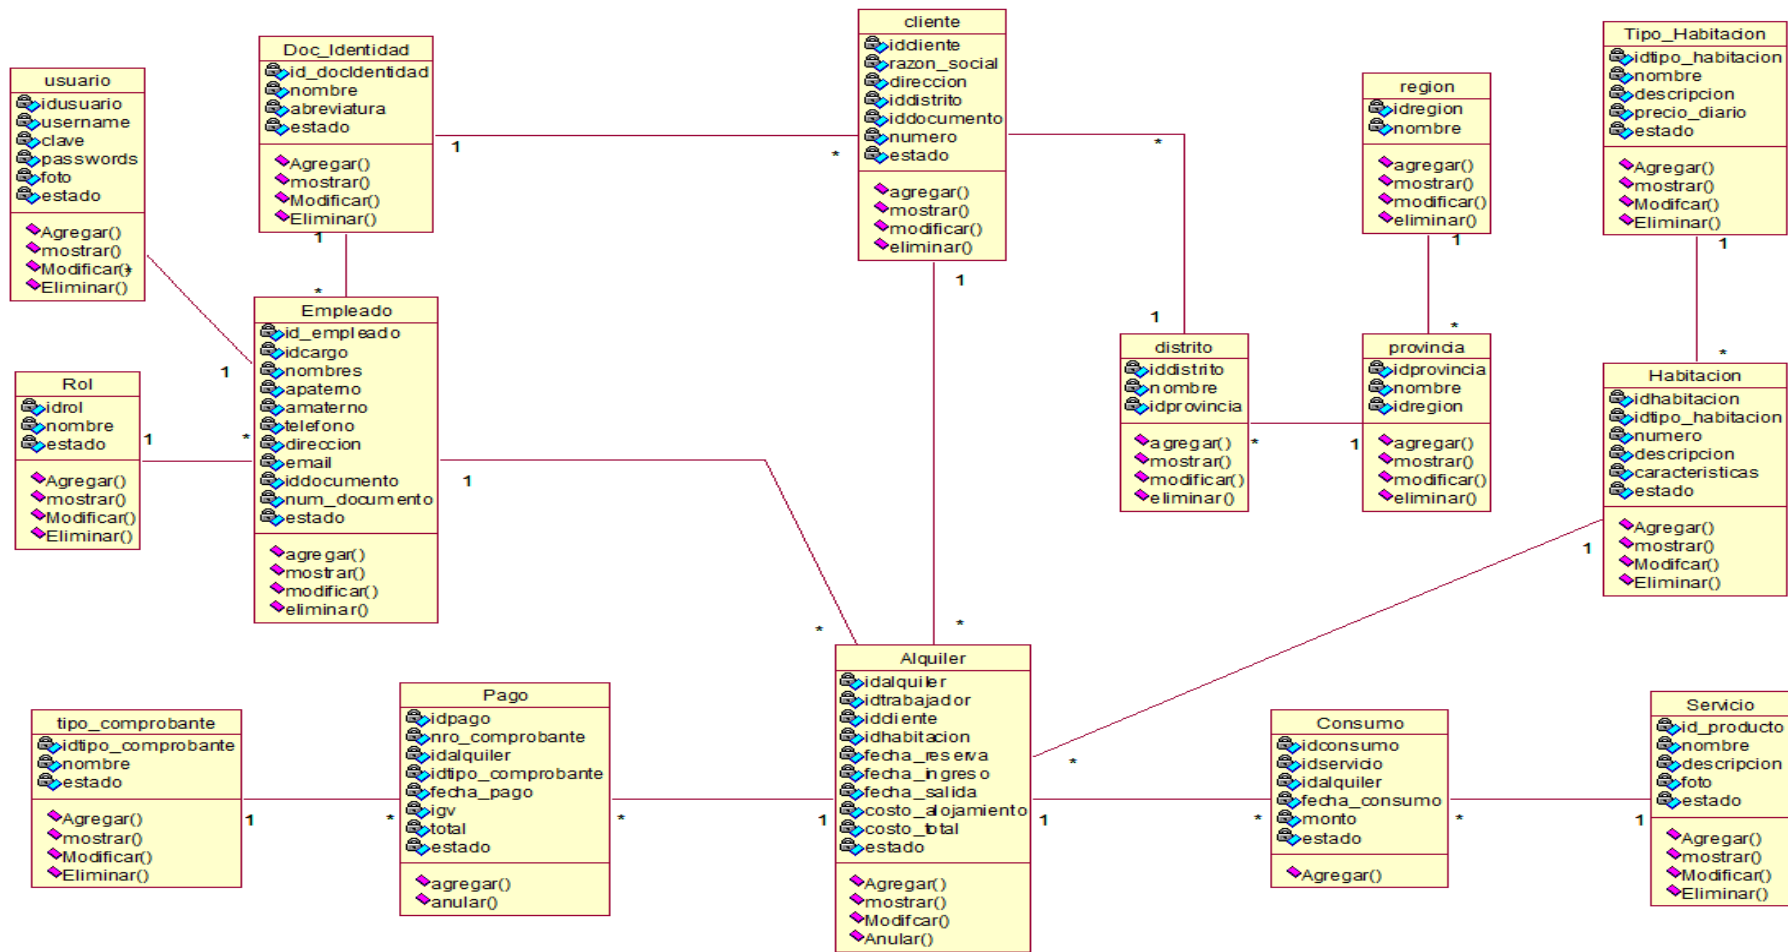 usuario
idusuario
username
clave
passwords
foto
estado
Agregar()
mostrar()
Modificar()
Eliminar()
*
1
Doc_Identidad
id_docIdentidad
nombre
abreviatura
estado
Agregar()
mostrar()
Modificar()
Eliminar()
1
*
1
*
cliente
idcliente
razon_social
direccion
iddistrito
iddocumento
numero
estado
agregar()
mostrar()
modificar()
eliminar()
*
1
1
*
region
idregion
nombre
agregar()
mostrar()
modificar()
eliminar()
1
*
Tipo_Habitacion
idtipo_habitacion
nombre
descripcion
precio_diario
estado
Agregar()
mostrar()
Modifcar()
Eliminar()
1
*
Rol
idrol
nombre
estado
Agregar()
mostrar()
Modificar()
Eliminar()
1
*
Empleado
id_empleado
idcargo
nombres
apaterno
amaterno
telefono
direccion
email
iddocumento
num_documento
estado
agregar()
mostrar()
modificar()
eliminar()
1
*
distrito
iddistrito
nombre
idprovincia
agregar()
mostrar()
modificar()
eliminar()
*
1
provincia
idprovincia
nombre
idregion
agregar()
mostrar()
modificar()
eliminar()
Habitacion
idhabitacion
idtipo_habitacion
numero
descripcion
caracteristicas
estado
Agregar()
mostrar()
Modifcar()
Eliminar()
1
*
tipo_comprobante
idtipo_comprobante
nombre
estado
Agregar()
mostrar()
Modificar()
Eliminar()
1
*
Pago
idpago
nro_comprobante
idalquiler
idtipo_comprobante
fecha_pago
igv
total
estado
agregar()
anular()
*
1
Alquiler
idalquiler
idtrabajador
idcliente
idhabitacion
fecha_reserva
fecha_ingreso
fecha_salida
costo_alojamiento
costo_total
estado
Agregar()
mostrar()
Modifcar()
Anular()
1
*
Consumo
idconsumo
idservicio
idalquiler
fecha_consumo
monto
estado
Agregar()
*
1
Servicio
id_producto
nombre
descripcion
foto
estado
Agregar()
mostrar()
Modificar()
Eliminar()